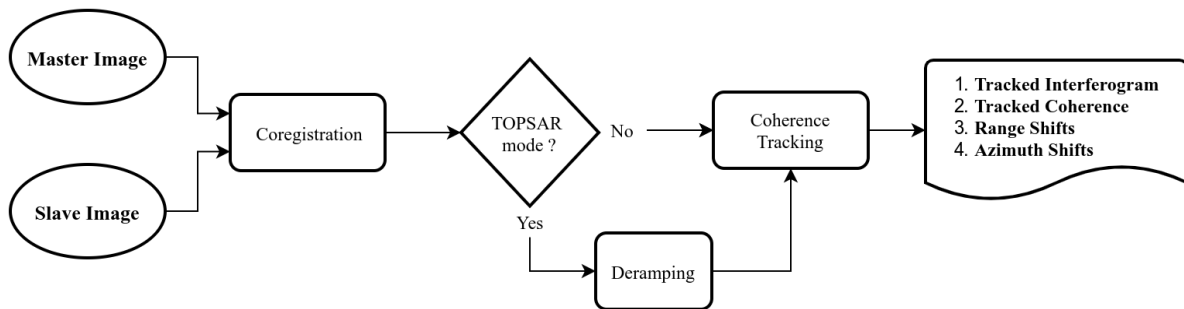 Master Image
Slave Image
Coregistration
TOPSAR
mode ?
No
Yes
Deramping
Coherence
Tracking
1. Tracked Interferogram
2. Tracked Coherence
3. Range Shifts
4. Azimuth Shifts